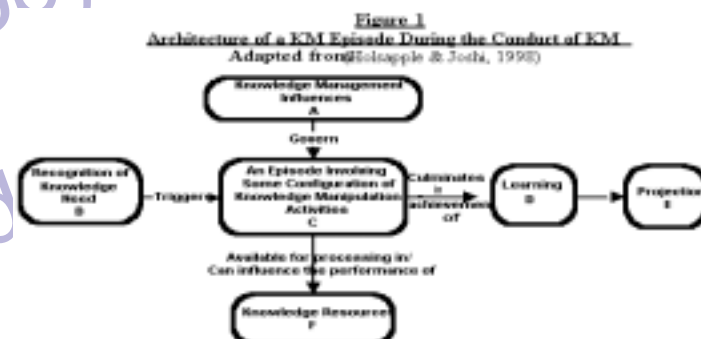 Figure 1
Architecture of a KM Episode During the Conduct of KM
Adapted from(Holsapple & Joshi, 1998)
Knowledge Management
Influences
A
Govern
Recognition of
Knowledge
Need
B
Triggers
An Episode Involving
Some Configuration of
Knowledge Manipulation
Activities
C
Culminates
in
achievement
of
Learning
D
Projection
E
Available for processing in/
Can influence the performance of
Knowledge Resources
F